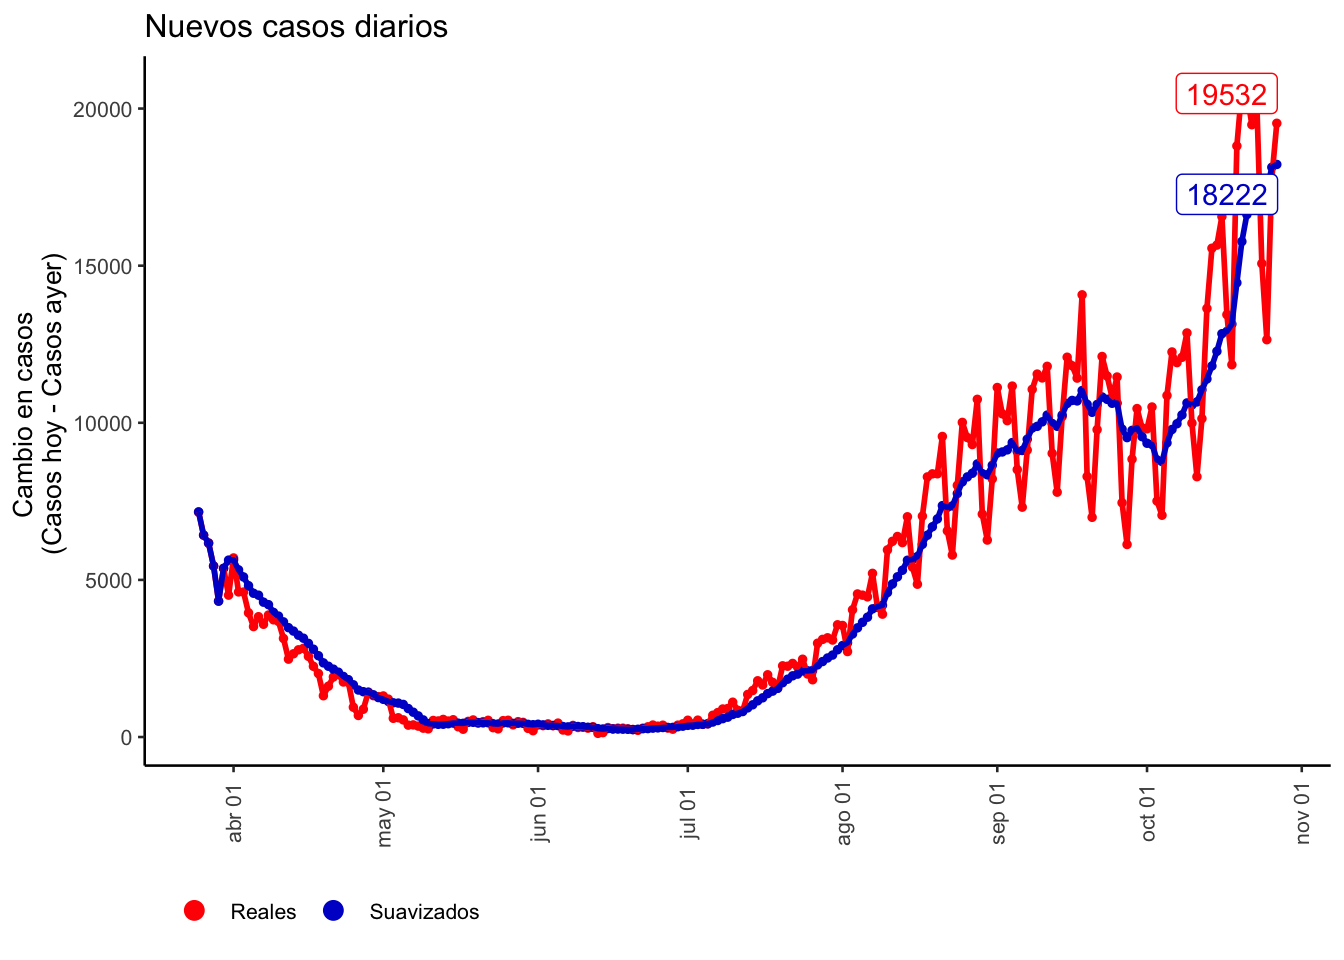 Nuevos casos diarios
Cambio en casos
(Casos hoy - Casos ayer)
20000
15000
10000
5000
0
19532
18222
abr 01
may 01
jun 01
jul 01
ago 01
sep 01
oct 01
nov 01
Reales
Suavizados